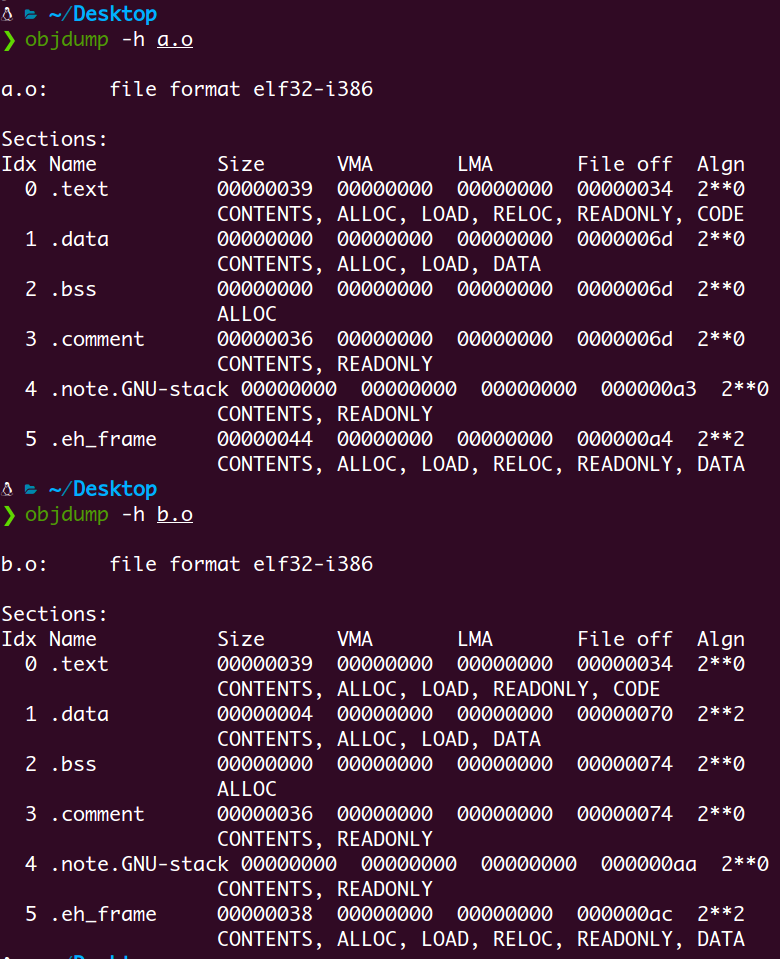 ~/Desktop
❯ objdump -h a.o
a.o:     file format elf32-i386
Sections:
Idx Name          Size      VMA       LMA       File off  Algn
  0 .text         00000039  00000000  00000000  00000034  2**0
                  CONTENTS, ALLOC, LOAD, RELOC, READONLY, CODE
  1 .data         00000000  00000000  00000000  0000006d  2**0
                  CONTENTS, ALLOC, LOAD, DATA
  2 .bss          00000000  00000000  00000000  0000006d  2**0
                  ALLOC
  3 .comment      00000036  00000000  00000000  0000006d  2**0
                  CONTENTS, READONLY
  4 .note.GNU-stack 00000000  00000000  00000000  000000a3  2**0
                  CONTENTS, READONLY
  5 .eh_frame     00000044  00000000  00000000  000000a4  2**2
                  CONTENTS, ALLOC, LOAD, RELOC, READONLY, DATA
~/Desktop
❯ objdump -h b.o
b.o:     file format elf32-i386
Sections:
Idx Name          Size      VMA       LMA       File off  Algn
  0 .text         00000039  00000000  00000000  00000034  2**0
                  CONTENTS, ALLOC, LOAD, READONLY, CODE
  1 .data         00000004  00000000  00000000  00000070  2**2
                  CONTENTS, ALLOC, LOAD, DATA
  2 .bss          00000000  00000000  00000000  00000074  2**0
                  ALLOC
  3 .comment      00000036  00000000  00000000  00000074  2**0
                  CONTENTS, READONLY
  4 .note.GNU-stack 00000000  00000000  00000000  000000aa  2**0
                  CONTENTS, READONLY
  5 .eh_frame     00000038  00000000  00000000  000000ac  2**2
                  CONTENTS, ALLOC, LOAD, RELOC, READONLY, DATA